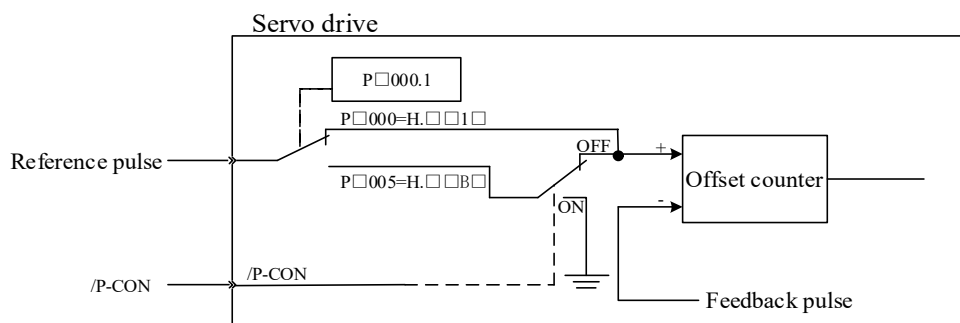 Servo drive
P□000.1
P□000=H.□□1□
Reference pulse
OFF
+
Offset counter
P□005=H.□□B□
ON
-
/P-CON
/P-CON
Feedback pulse